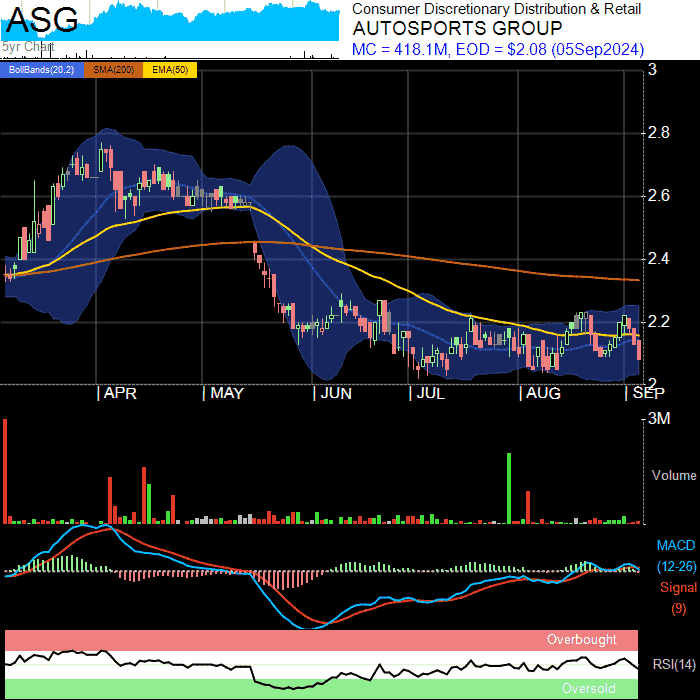 ASG
5yr Chart
Consumer Discretionary Distribution & Retail
AUTOSPORTS GROUP
MC = 418.1M, EOD = $2.08 (05Sep2024)
BollBands(20,2) SMA(200) EMA(50)
3
2.8
2.6
2.4
2.2
2
APR MAY JUN JUL AUG SEP
3M
Volume
MACD
(12-26)
Signal
(9)
Overbought
RSI(14)
Oversold